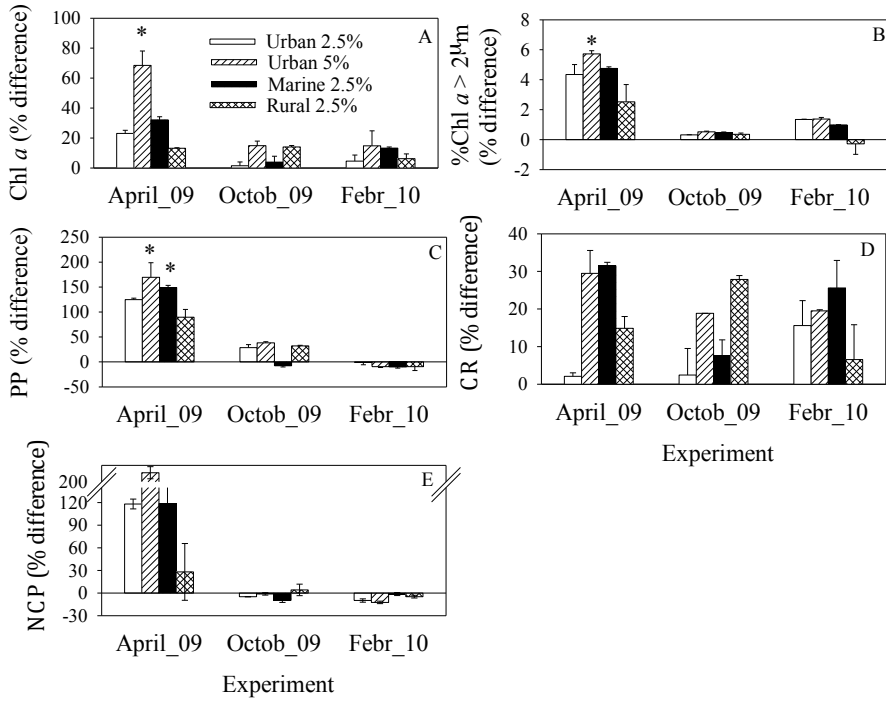 A
Chl a (% difference)
100
80
60
40
20
0
*
Urban 2.5%
Urban 5%
Marine 2.5%
Rural 2.5%
April_09 Octob_09 Febr_10
B
%Chl a > 2µm
(% difference)
8
6
4
2
0
-2
*
April_09 Octob_09 Febr_10
C
PP (% difference)
250
200
150
100
50
0
-50
* *
April_09 Octob_09 Febr_10
D
CR (% difference)
40
30
20
10
0
April_09 Octob_09 Febr_10
Experiment
E
NCP (% difference)
200
120
90
60
30
0
-30
April_09 Octob_09 Febr_10
Experiment